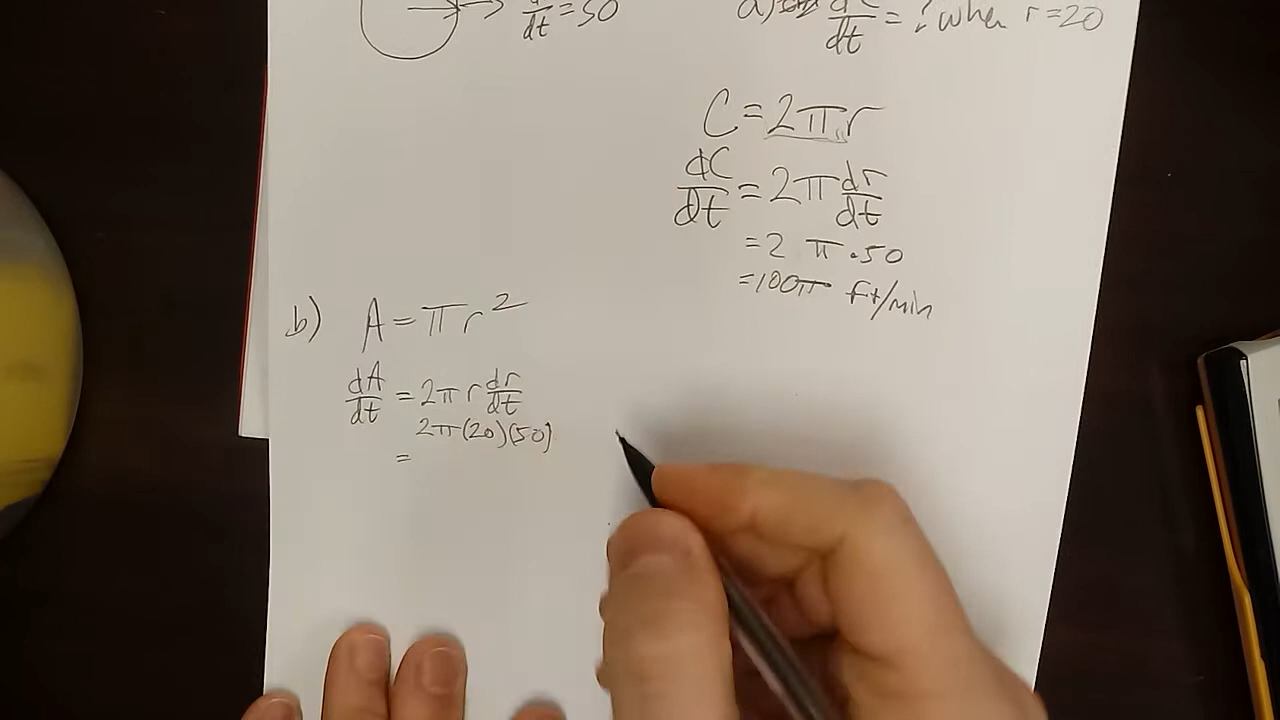 d/dt = 50
a) dC/dt = ? when r = 20
C = 2πr
dC/dt = 2π dr/dt
= 2 π · 50
= 100π ft/min
b) A = πr²
dA/dt = 2πr dr/dt
2π(20)(50)
=